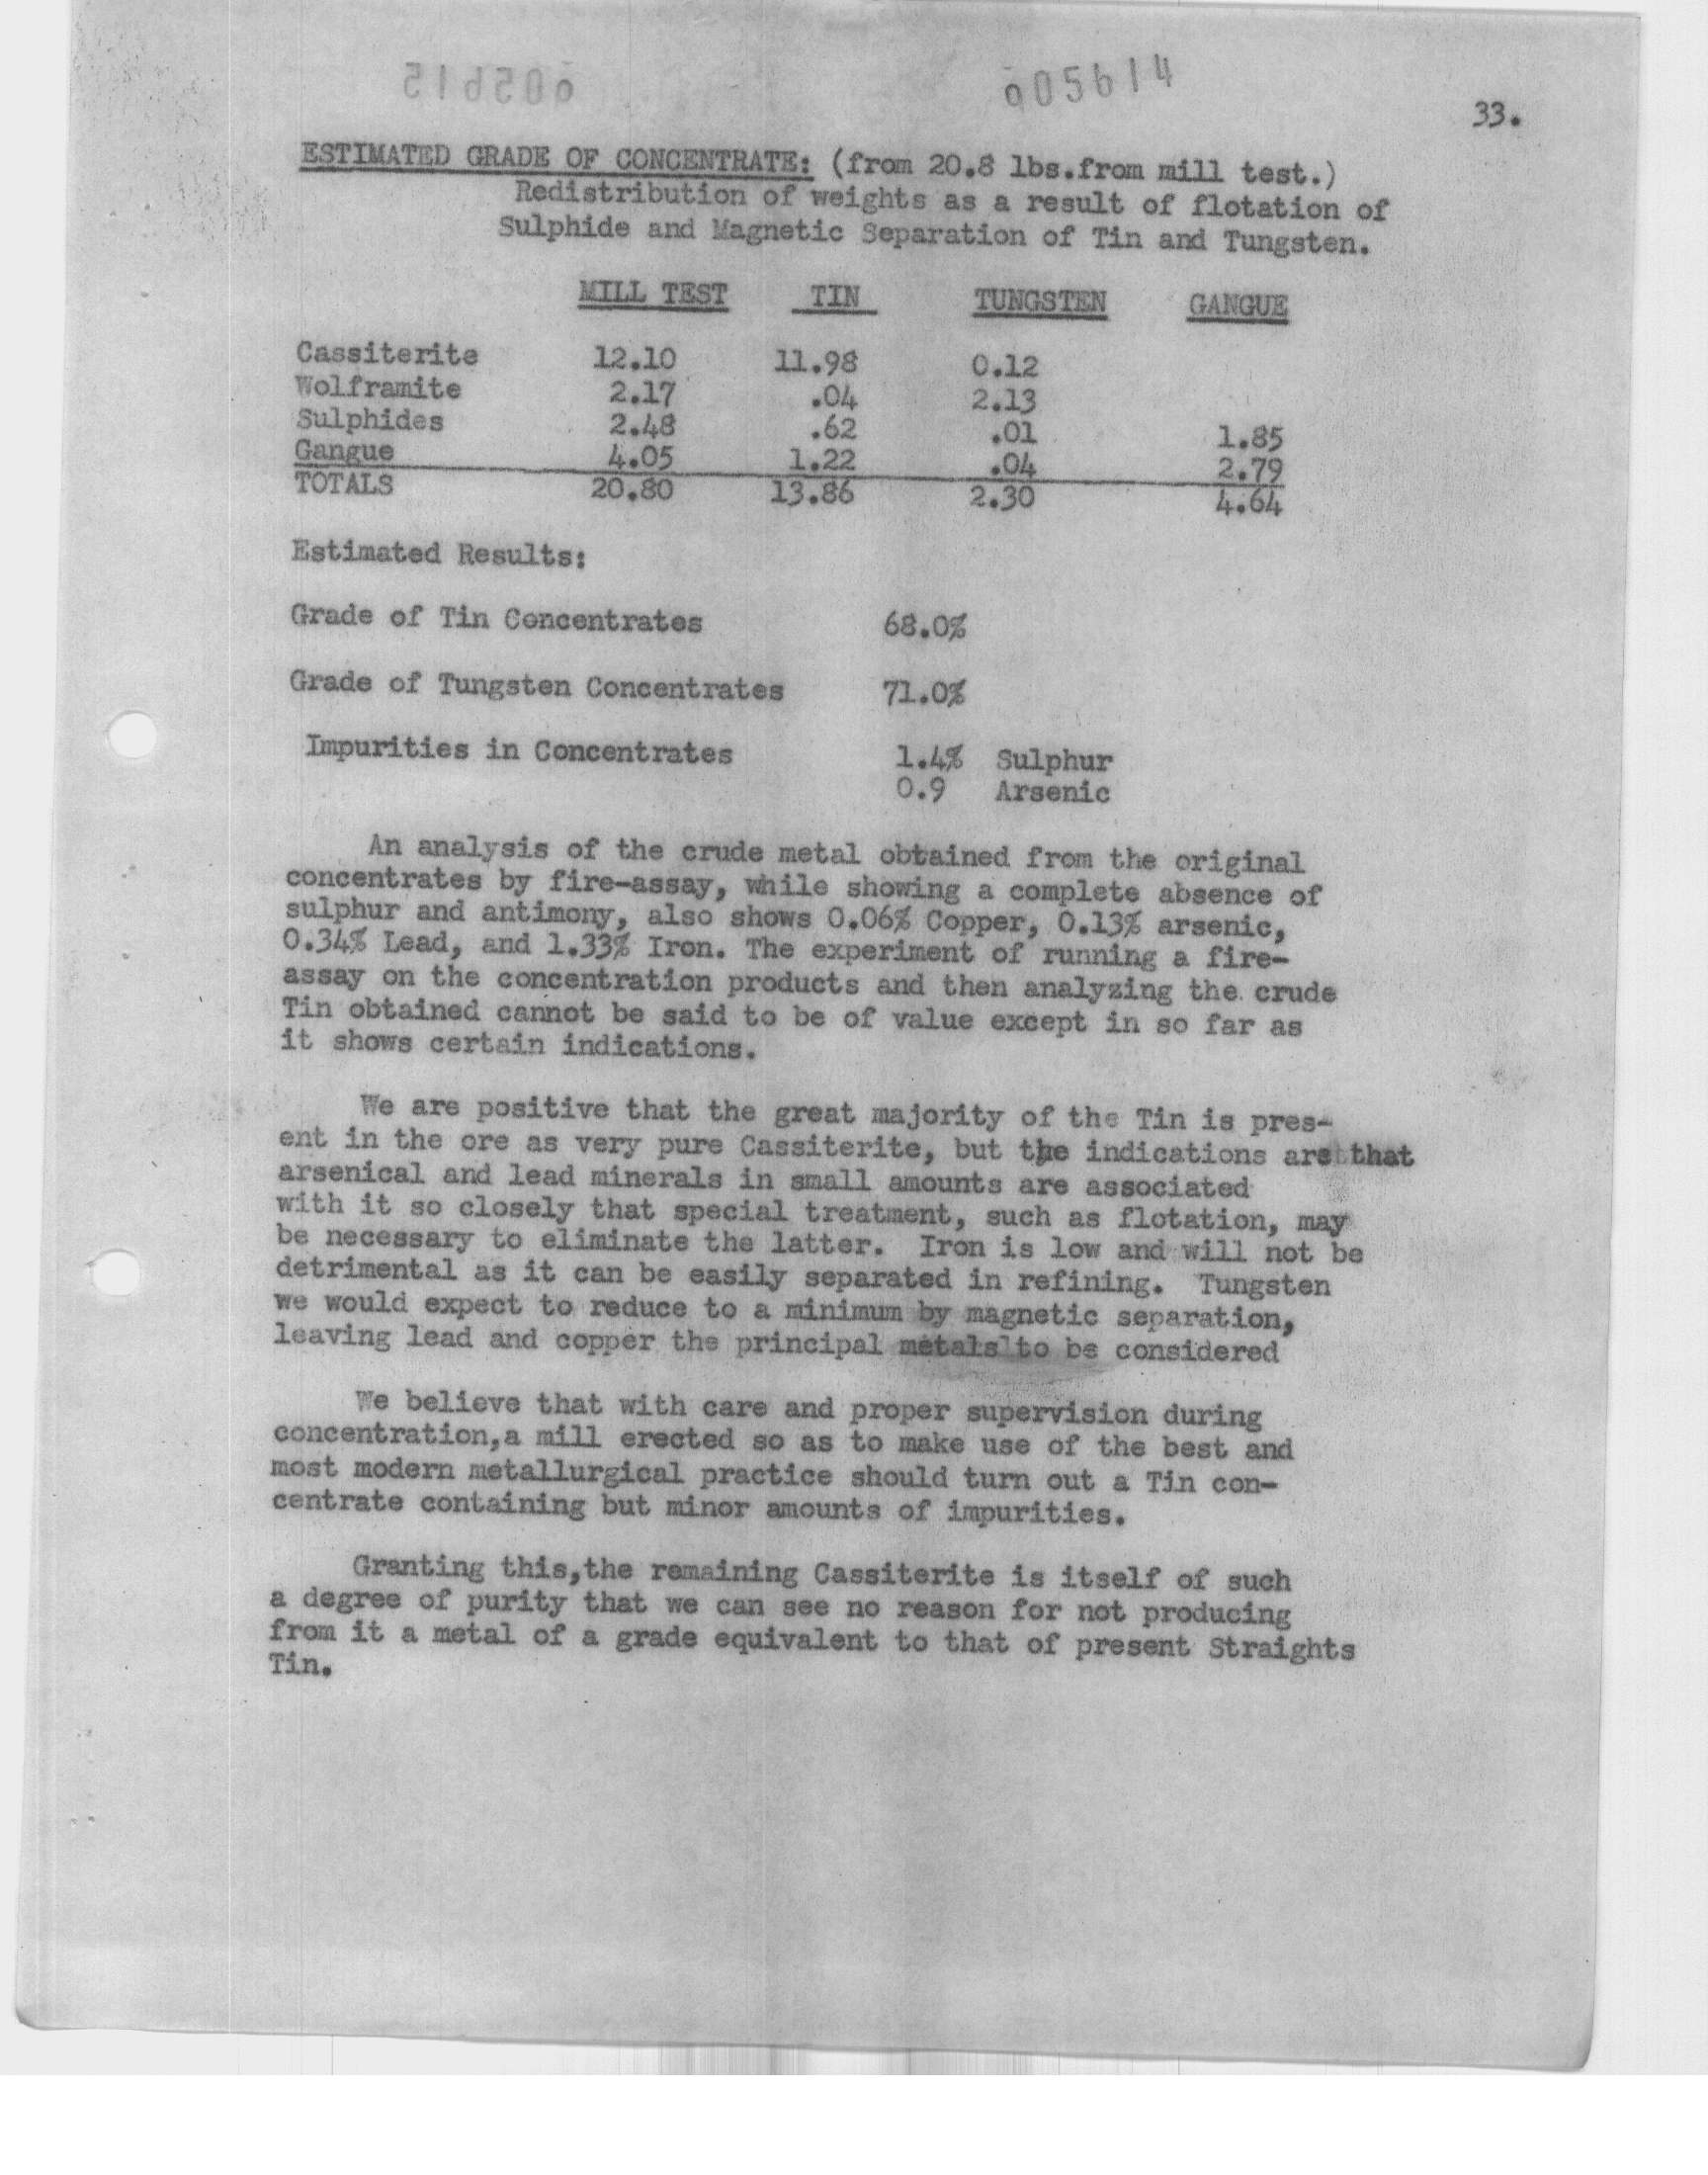 005615 005614
33.
ESTIMATED GRADE OF CONCENTRATE: (from 20.8 lbs.from mill test.)
Redistribution of weights as a result of flotation of
Sulphide and Magnetic Separation of Tin and Tungsten.
MILL TEST TIN TUNGSTEN GANGUE
Cassiterite 12.10 11.98 0.12
Wolframite 2.17 .04 2.13
Sulphides 2.48 .62 .01 1.85
Gangue 4.05 1.22 .04 2.79
TOTALS 20.80 13.86 2.30 4.64
Estimated Results:
Grade of Tin Concentrates 68.0%
Grade of Tungsten Concentrates 71.0%
Impurities in Concentrates 1.4% Sulphur
0.9 Arsenic
An analysis of the crude metal obtained from the original
concentrates by fire-assay, while showing a complete absence of
sulphur and antimony, also shows 0.06% Copper, 0.13% arsenic,
0.34% Lead, and 1.33% Iron. The experiment of running a fire-
assay on the concentration products and then analyzing the crude
Tin obtained cannot be said to be of value except in so far as
it shows certain indications.
We are positive that the great majority of the Tin is pres-
ent in the ore as very pure Cassiterite, but the indications are that
arsenical and lead minerals in small amounts are associated
with it so closely that special treatment, such as flotation, may
be necessary to eliminate the latter. Iron is low and will not be
detrimental as it can be easily separated in refining. Tungsten
we would expect to reduce to a minimum by magnetic separation,
leaving lead and copper the principal metals to be considered
We believe that with care and proper supervision during
concentration,a mill erected so as to make use of the best and
most modern metallurgical practice should turn out a Tin con-
centrate containing but minor amounts of impurities.
Granting this,the remaining Cassiterite is itself of such
a degree of purity that we can see no reason for not producing
from it a metal of a grade equivalent to that of present Straights
Tin.